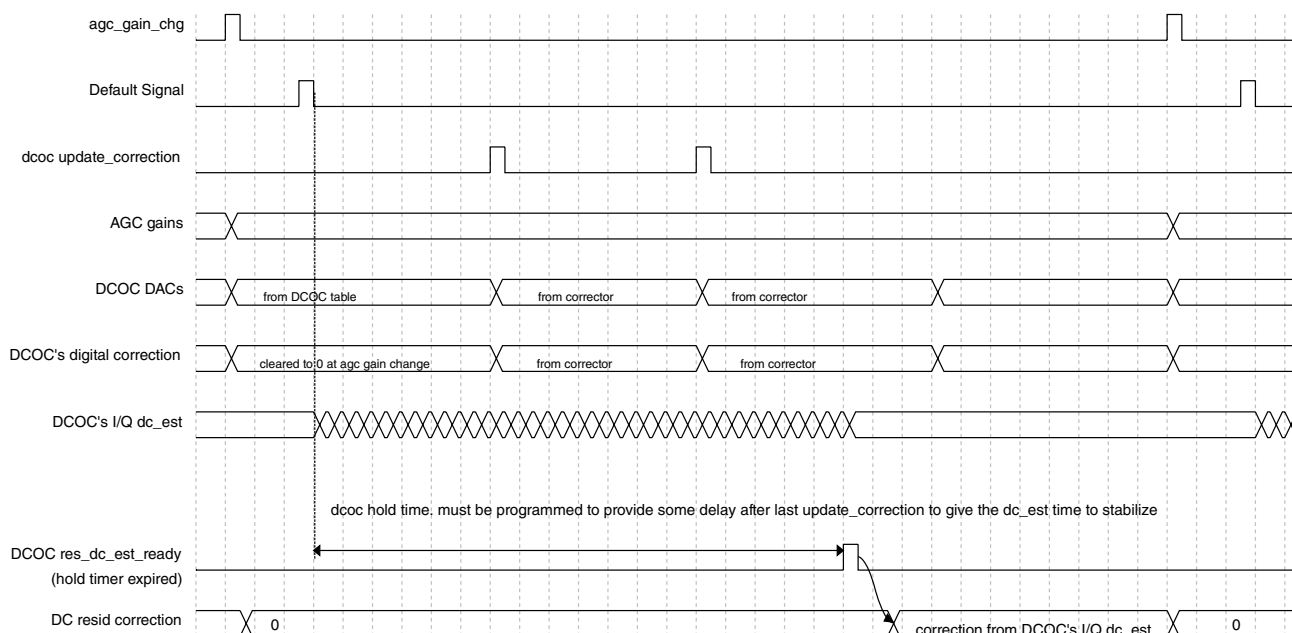 agc_gain_chg
Default Signal
dcoc update_correction
AGC gains
DCOC DACs
from DCOC table
from corrector
from corrector
DCOC's digital correction
cleared to 0 at agc gain change
from corrector
from corrector
DCOC's I/Q dc_est
dcoc hold time. must be programmed to provide some delay after last update_correction to give the dc_est time to stabilize
DCOC res_dc_est_ready
(hold timer expired)
DC resid correction
0
correction from DCOC's I/Q dc_est
0